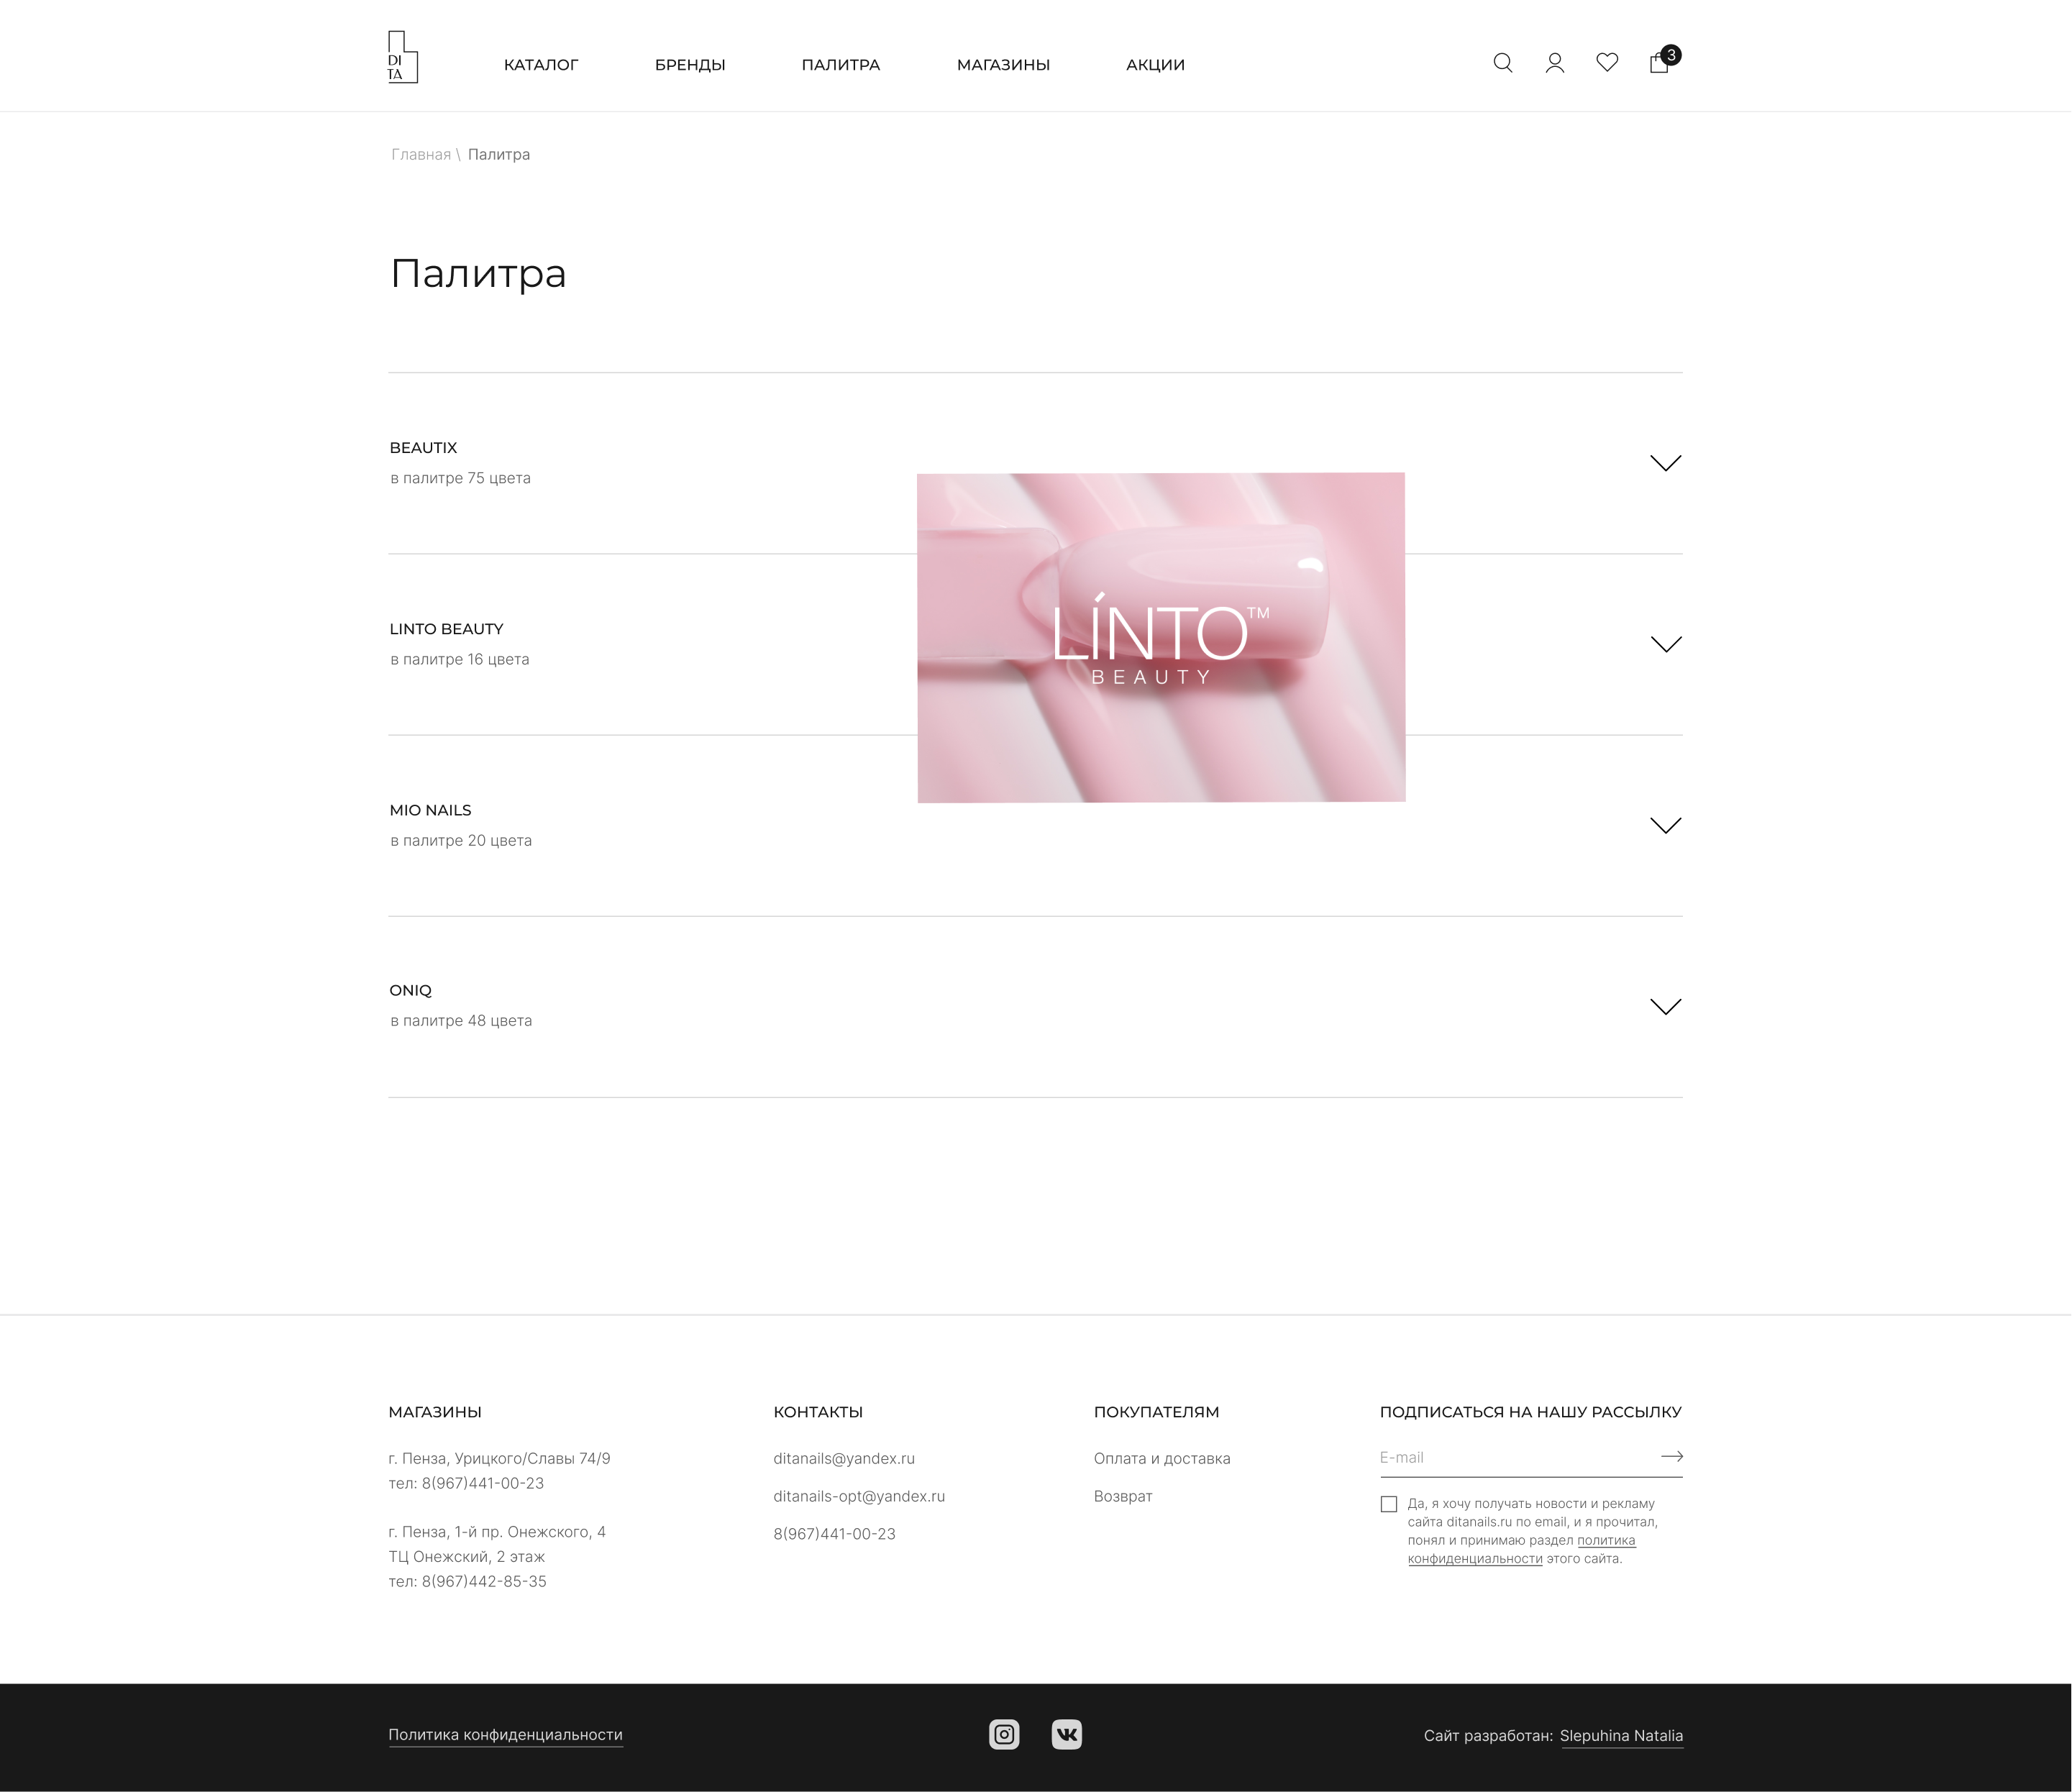 DI
TA
КАТАЛОГ
БРЕНДЫ
ПАЛИТРА
МАГАЗИНЫ
АКЦИИ
3
Главная \ Палитра
Палитра
BEAUTIX
в палитре 75 цвета
LINTO BEAUTY
в палитре 16 цвета
LÍNTO™
BEAUTY
MIO NAILS
в палитре 20 цвета
ONIQ
в палитре 48 цвета
МАГАЗИНЫ
г. Пенза, Урицкого/Славы 74/9
тел: 8(967)441-00-23
г. Пенза, 1-й пр. Онежского, 4
ТЦ Онежский, 2 этаж
тел: 8(967)442-85-35
КОНТАКТЫ
ditanails@yandex.ru
ditanails-opt@yandex.ru
8(967)441-00-23
ПОКУПАТЕЛЯМ
Оплата и доставка
Возврат
ПОДПИСАТЬСЯ НА НАШУ РАССЫЛКУ
E-mail
Да, я хочу получать новости и рекламу
сайта ditanails.ru по email, и я прочитал,
понял и принимаю раздел политика
конфиденциальности этого сайта.
Политика конфиденциальности
Сайт разработан: Slepuhina Natalia